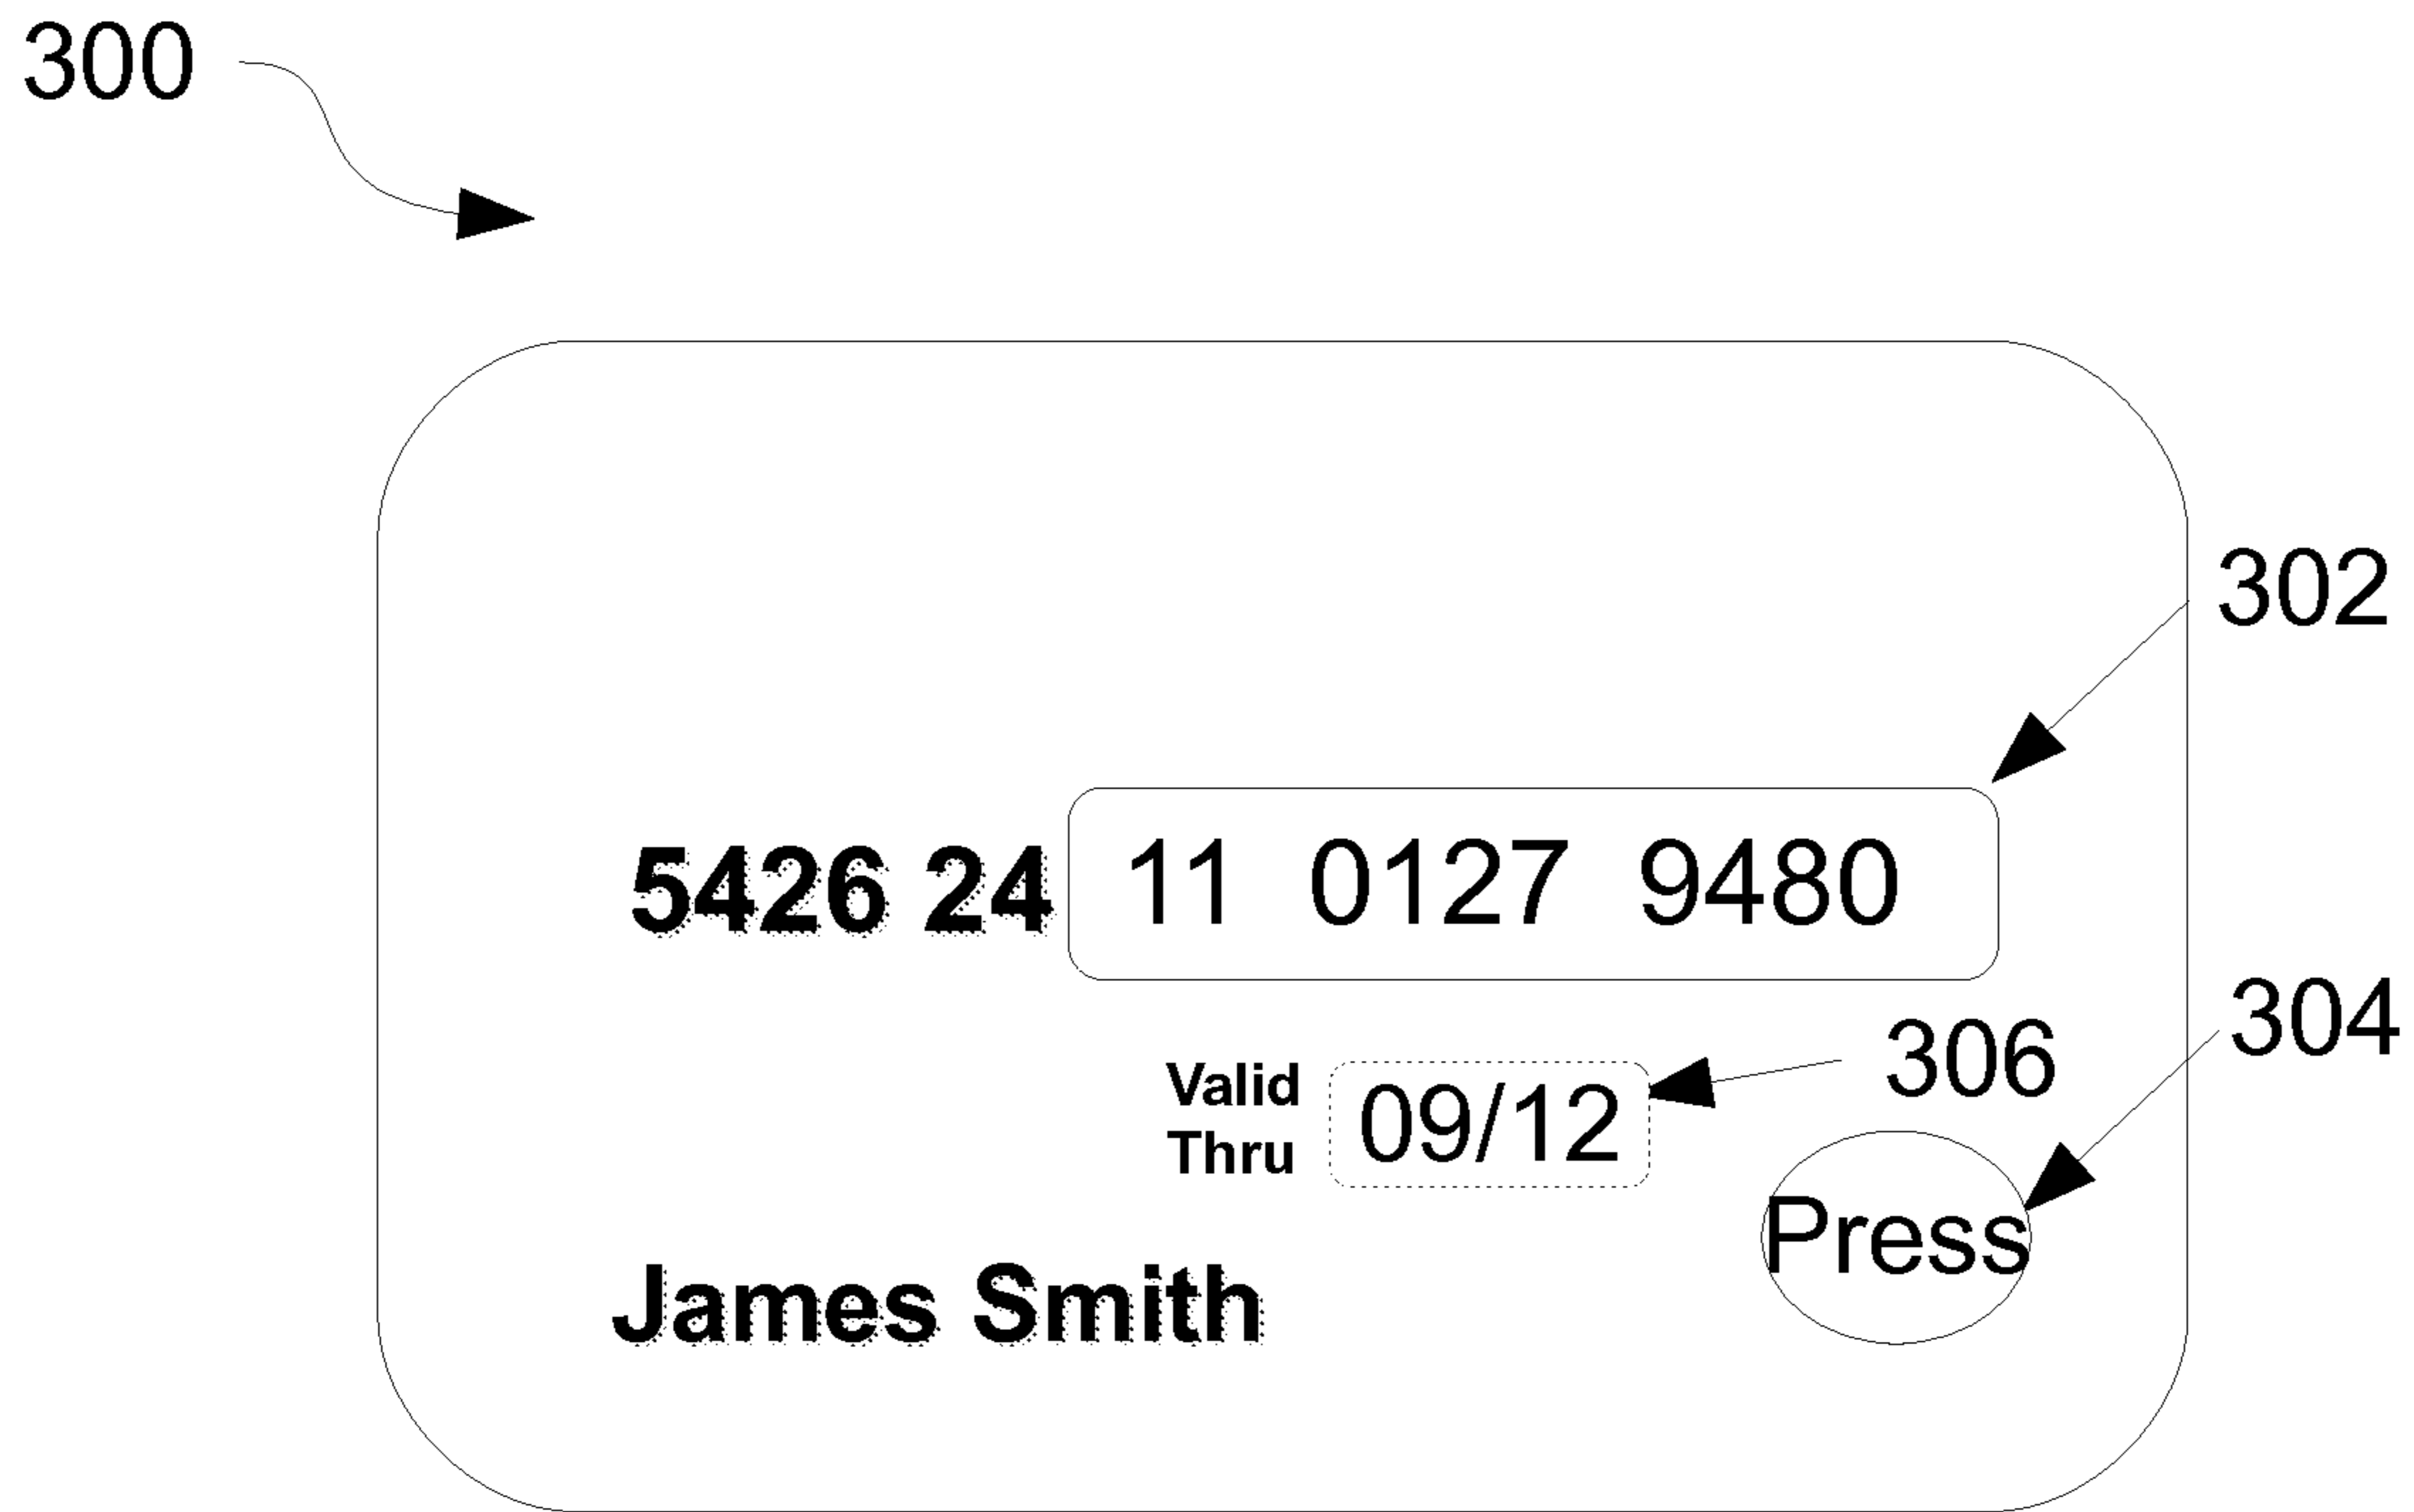 300
302
5426 24 11 0127 9480
304
306
Valid
Thru
09/12
Press
James Smith